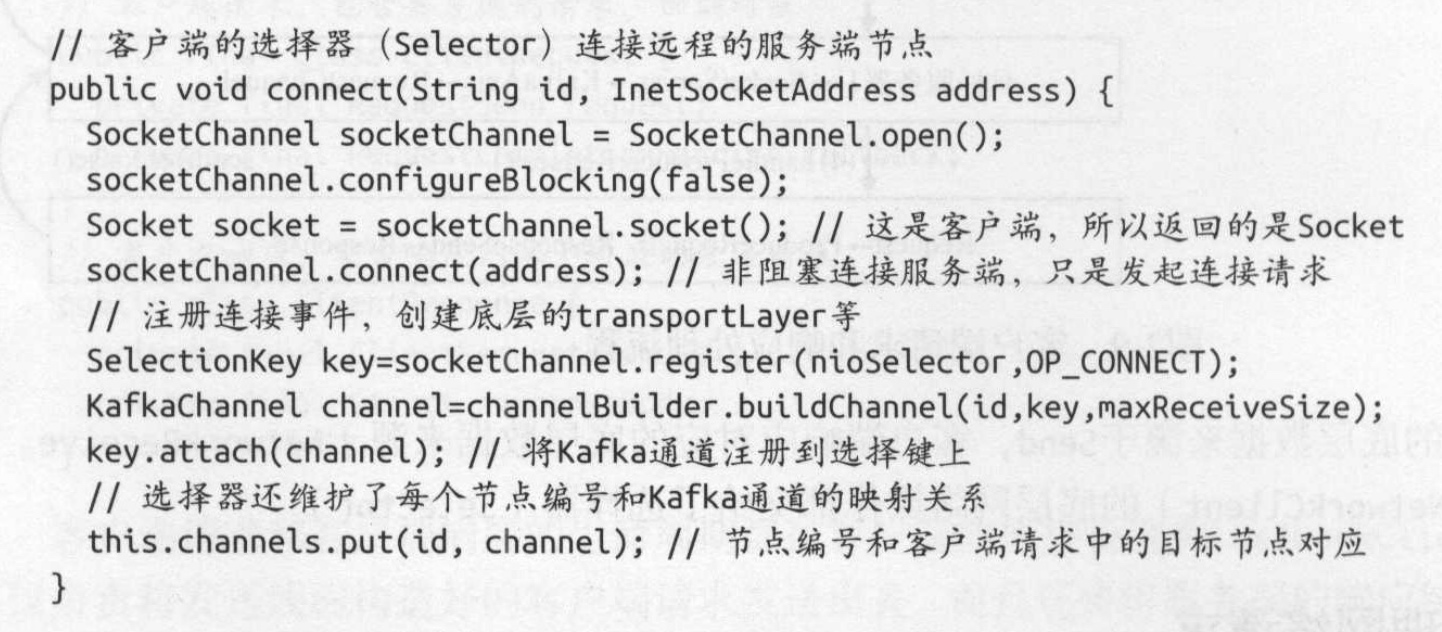 // 客户端的选择器（Selector）连接远程的服务端节点
public void connect(String id, InetSocketAddress address) {
  SocketChannel socketChannel = SocketChannel.open();
  socketChannel.configureBlocking(false);
  Socket socket = socketChannel.socket(); // 这是客户端，所以返回的是Socket
  socketChannel.connect(address); // 非阻塞连接服务端，只是发起连接请求
  // 注册连接事件，创建底层的transportLayer等
  SelectionKey key=socketChannel.register(nioSelector,OP_CONNECT);
  KafkaChannel channel=channelBuilder.buildChannel(id,key,maxReceiveSize);
  key.attach(channel); // 将Kafka通道注册到选择键上
  // 选择器还维护了每个节点编号和Kafka通道的映射关系
  this.channels.put(id, channel); // 节点编号和客户端请求中的目标节点对应
}